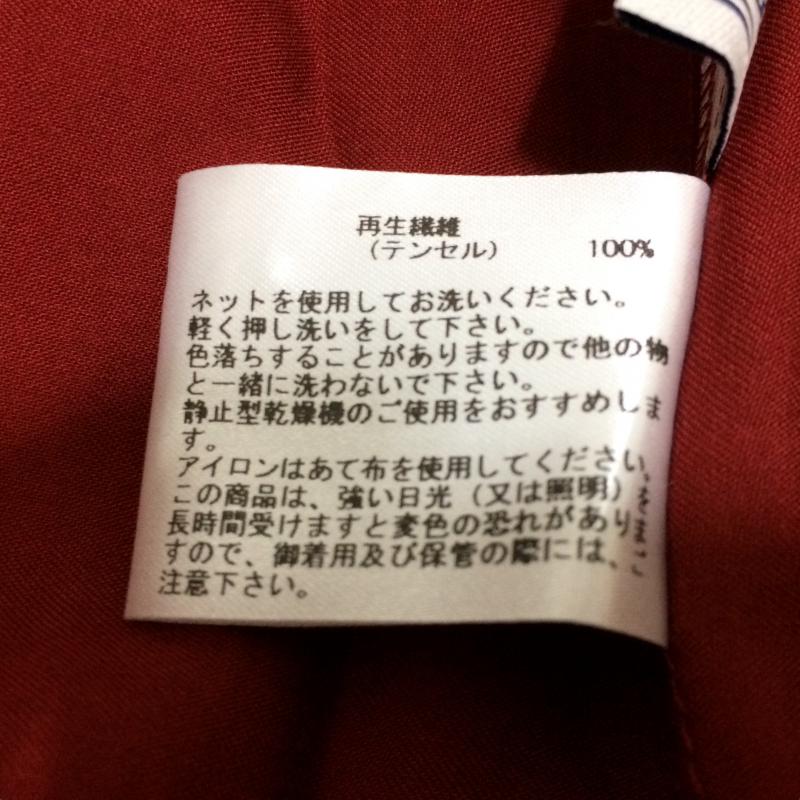 再生繊維
（テンセル） 100%
ネットを使用してお洗いください。
軽く押し洗いをして下さい。
色落ちすることがありますので他の物
と一緒に洗わないで下さい。
静止型乾燥機のご使用をおすすめしま
す。
アイロンはあて布を使用してください。
この商品は、強い日光（又は照明）を
長時間受けますと変色の恐れがありま
すので、御着用及び保管の際には、ご
注意下さい。